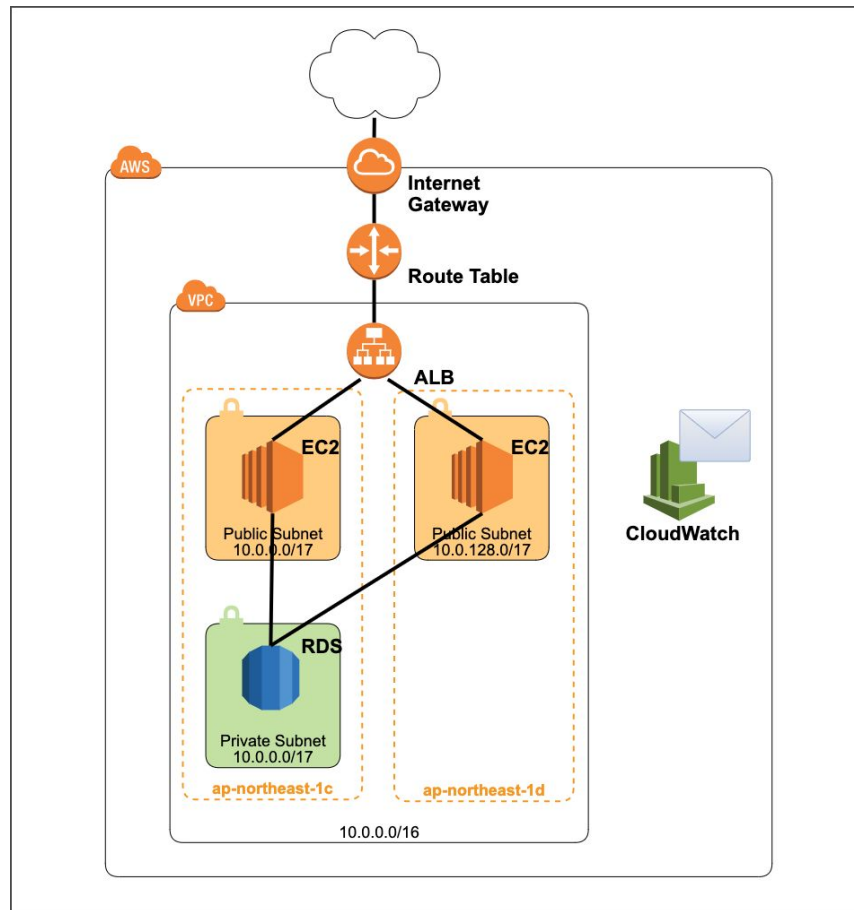 AWS
Internet
Gateway
Route Table
VPC
ALB
EC2
EC2
Public Subnet
10.0.0.0/17
Public Subnet
10.0.128.0/17
CloudWatch
RDS
Private Subnet
10.0.0.0/17
ap-northeast-1c
ap-northeast-1d
10.0.0.0/16